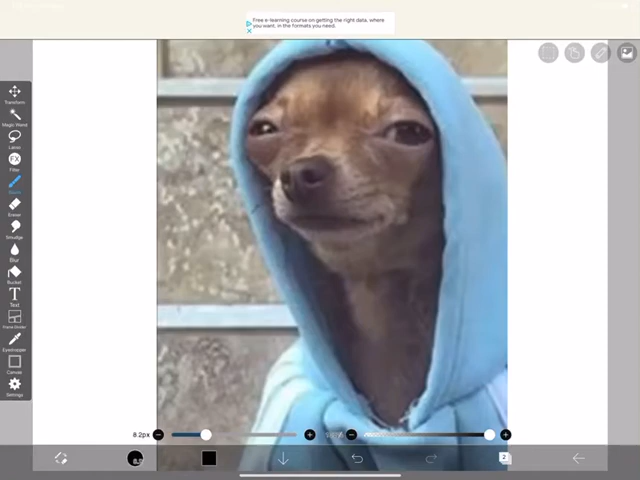 Free e-learning course on getting the right data, where
you want, in the formats you need.
Transform
Magic Wand
Lasso
FX
Filter
Eraser
Smudge
Blur
Bucket
T
Text
Frame Divider
Eyedropper
Canvas
Settings
8.2px
2